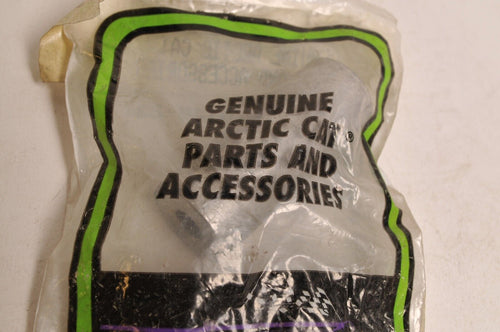 GENUINE
ARCTIC CAT®
PARTS AND
ACCESSORIES